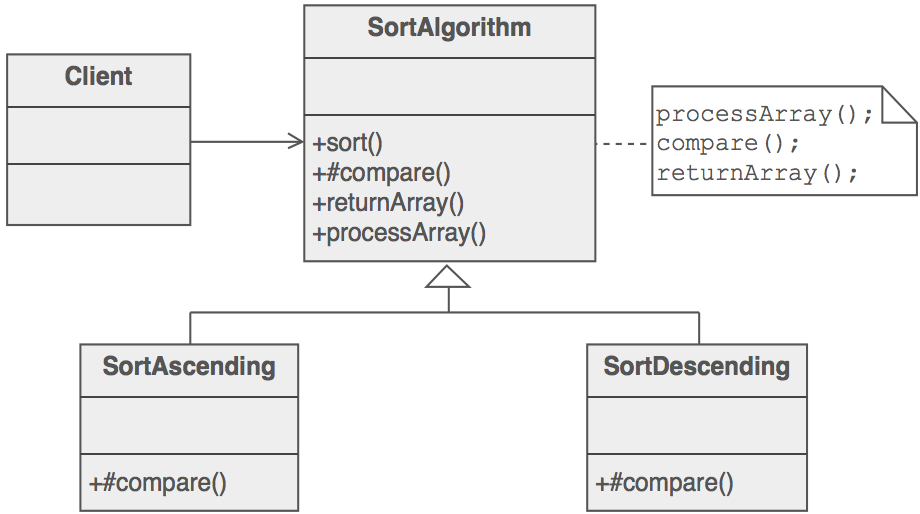 SortAlgorithm
Client
+sort()
+#compare()
+returnArray()
+processArray()
processArray();
compare();
returnArray();
SortAscending
+#compare()
SortDescending
+#compare()